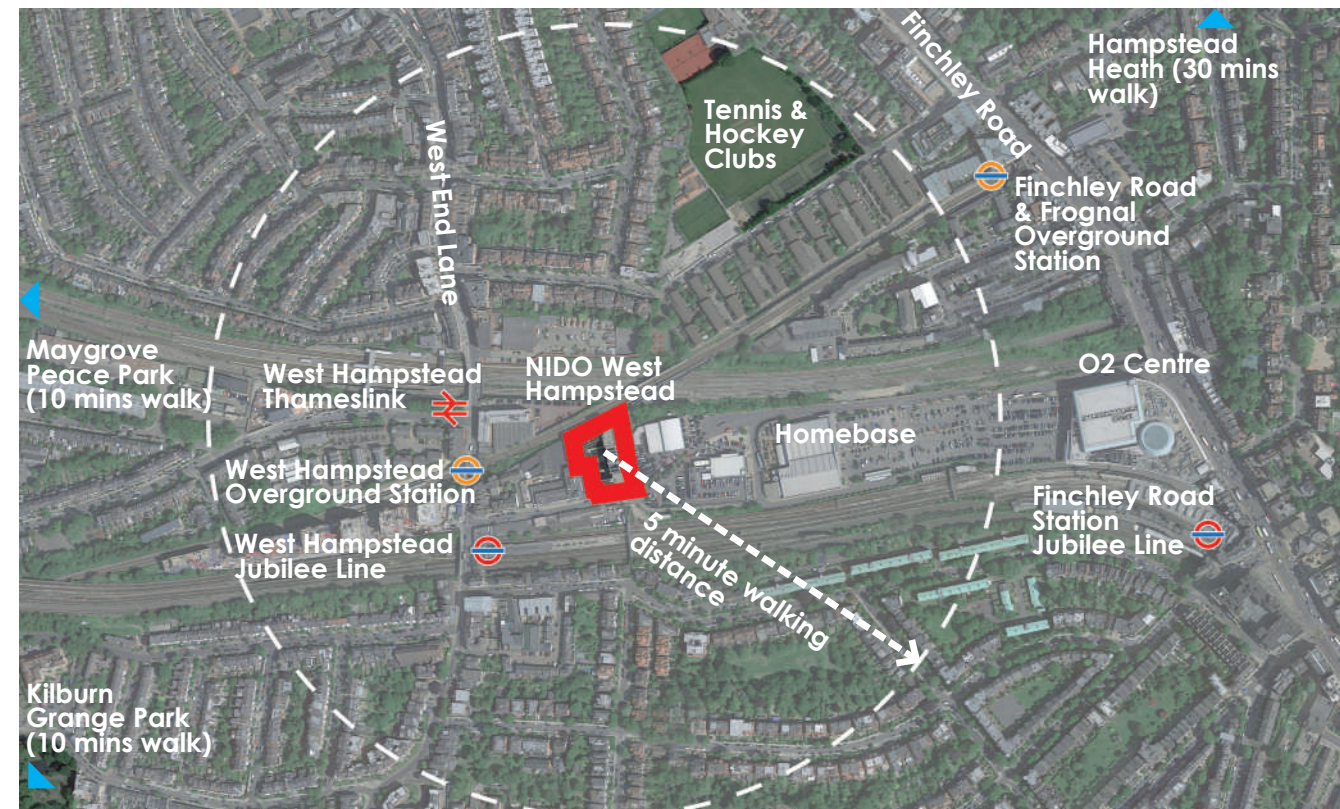 Finchley Road
Hampstead
Heath (30 mins
walk)
Tennis &
Hockey
Clubs
West End Lane
Finchley Road
& Frognal
Overground
Station
Maygrove
Peace Park
(10 mins walk)
West Hampstead
Thameslink
NIDO West
Hampstead
O2 Centre
Homebase
West Hampstead
Overground Station
Finchley Road
Station
Jubilee Line
West Hampstead
Jubilee Line
5 minute walking
distance
Kilburn
Grange Park
(10 mins walk)